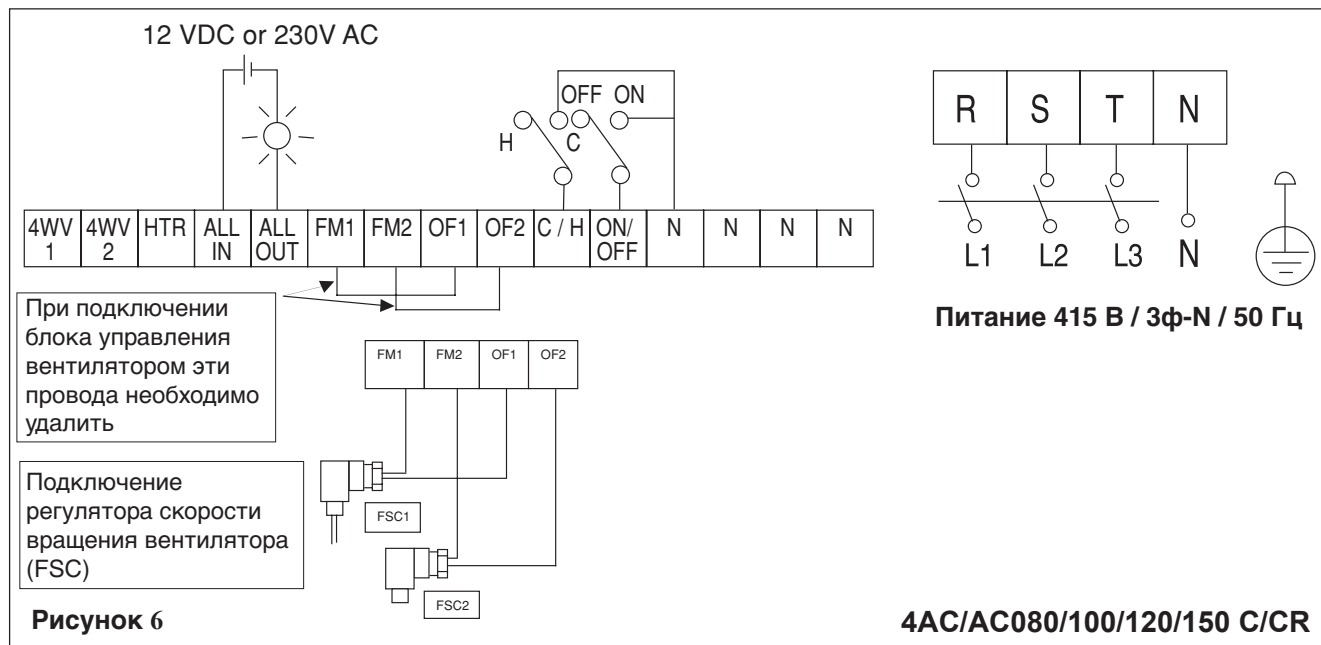 12 VDC or 230V AC
OFF ON
H C
4WV 1 4WV 2 HTR ALL IN ALL OUT FM1 FM2 OF1 OF2 C / H ON/ OFF N N N N
При подключении
блока управления
вентилятором эти
провода необходимо
удалить
FM1 FM2 OF1 OF2
Подключение
регулятора скорости
вращения вентилятора
(FSC)
FSC1
FSC2
R S T N
L1 L2 L3 N
Питание 415 В / 3ф-N / 50 Гц
Рисунок 6
4AC/AC080/100/120/150 C/CR